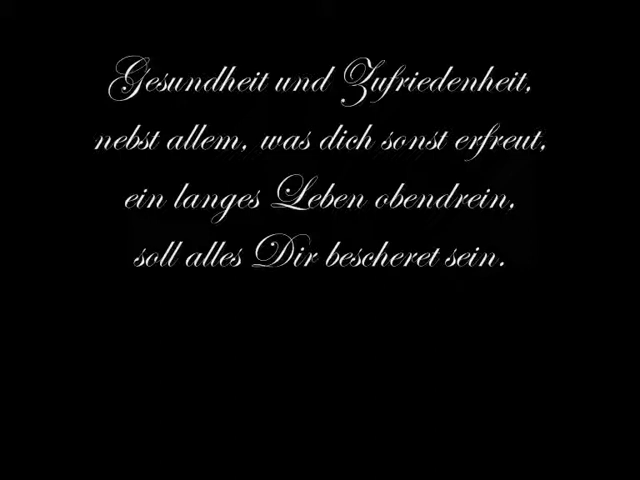 Gesundheit und Zufriedenheit,
nebst allem, was dich sonst erfreut,
ein langes Leben obendrein,
soll alles Dir bescheret sein.